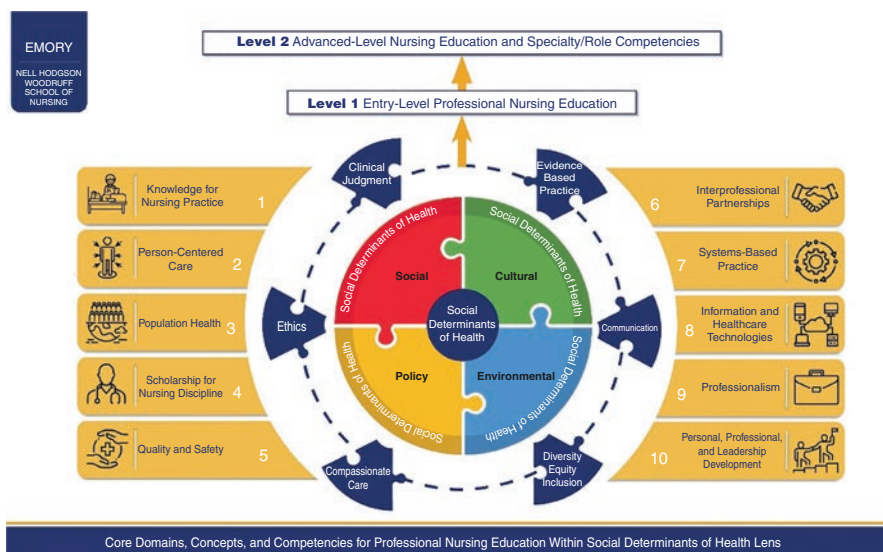 EMORY
NELL HODGSON
WOODRUFF
SCHOOL OF
NURSING
Level 2 Advanced-Level Nursing Education and Specialty/Role Competencies
Level 1 Entry-Level Professional Nursing Education
Knowledge for
Nursing Practice
1
Person-Centered
Care
2
Population Health
3
Scholarship for
Nursing Discipline
4
Quality and Safety
5
Clinical
Judgment
Evidence
Based
Practice
Ethics
Communication
Compassionate
Care
Diversity
Equity
Inclusion
Social Determinants of Health
Social Determinants of Health
Social
Cultural
Social
Determinants
of Health
Policy
Environmental
Social Determinants of Health
Social Determinants of Health
6
Interprofessional
Partnerships
7
Systems-Based
Practice
8
Information and
Healthcare
Technologies
9
Professionalism
10
Personal, Professional,
and Leadership
Development
Core Domains, Concepts, and Competencies for Professional Nursing Education Within Social Determinants of Health Lens